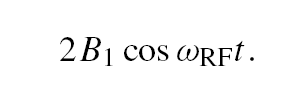 2B₁ cos ω_RF t.